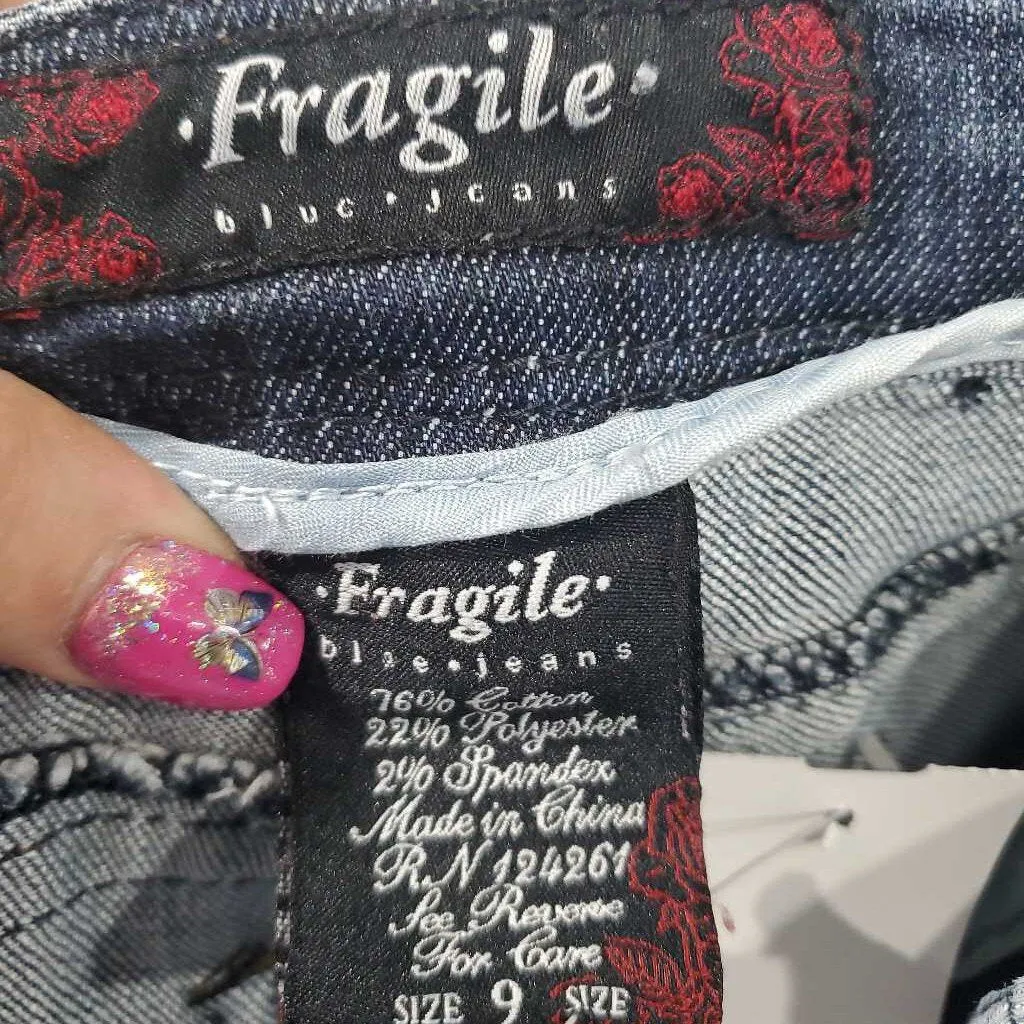 ·Fragile·
blue·jeans
·Fragile·
blue·jeans
76% Cotton
22% Polyester
2% Spandex
Made in China
RN 124261
See Reverse
For Care
SIZE 9 SIZE